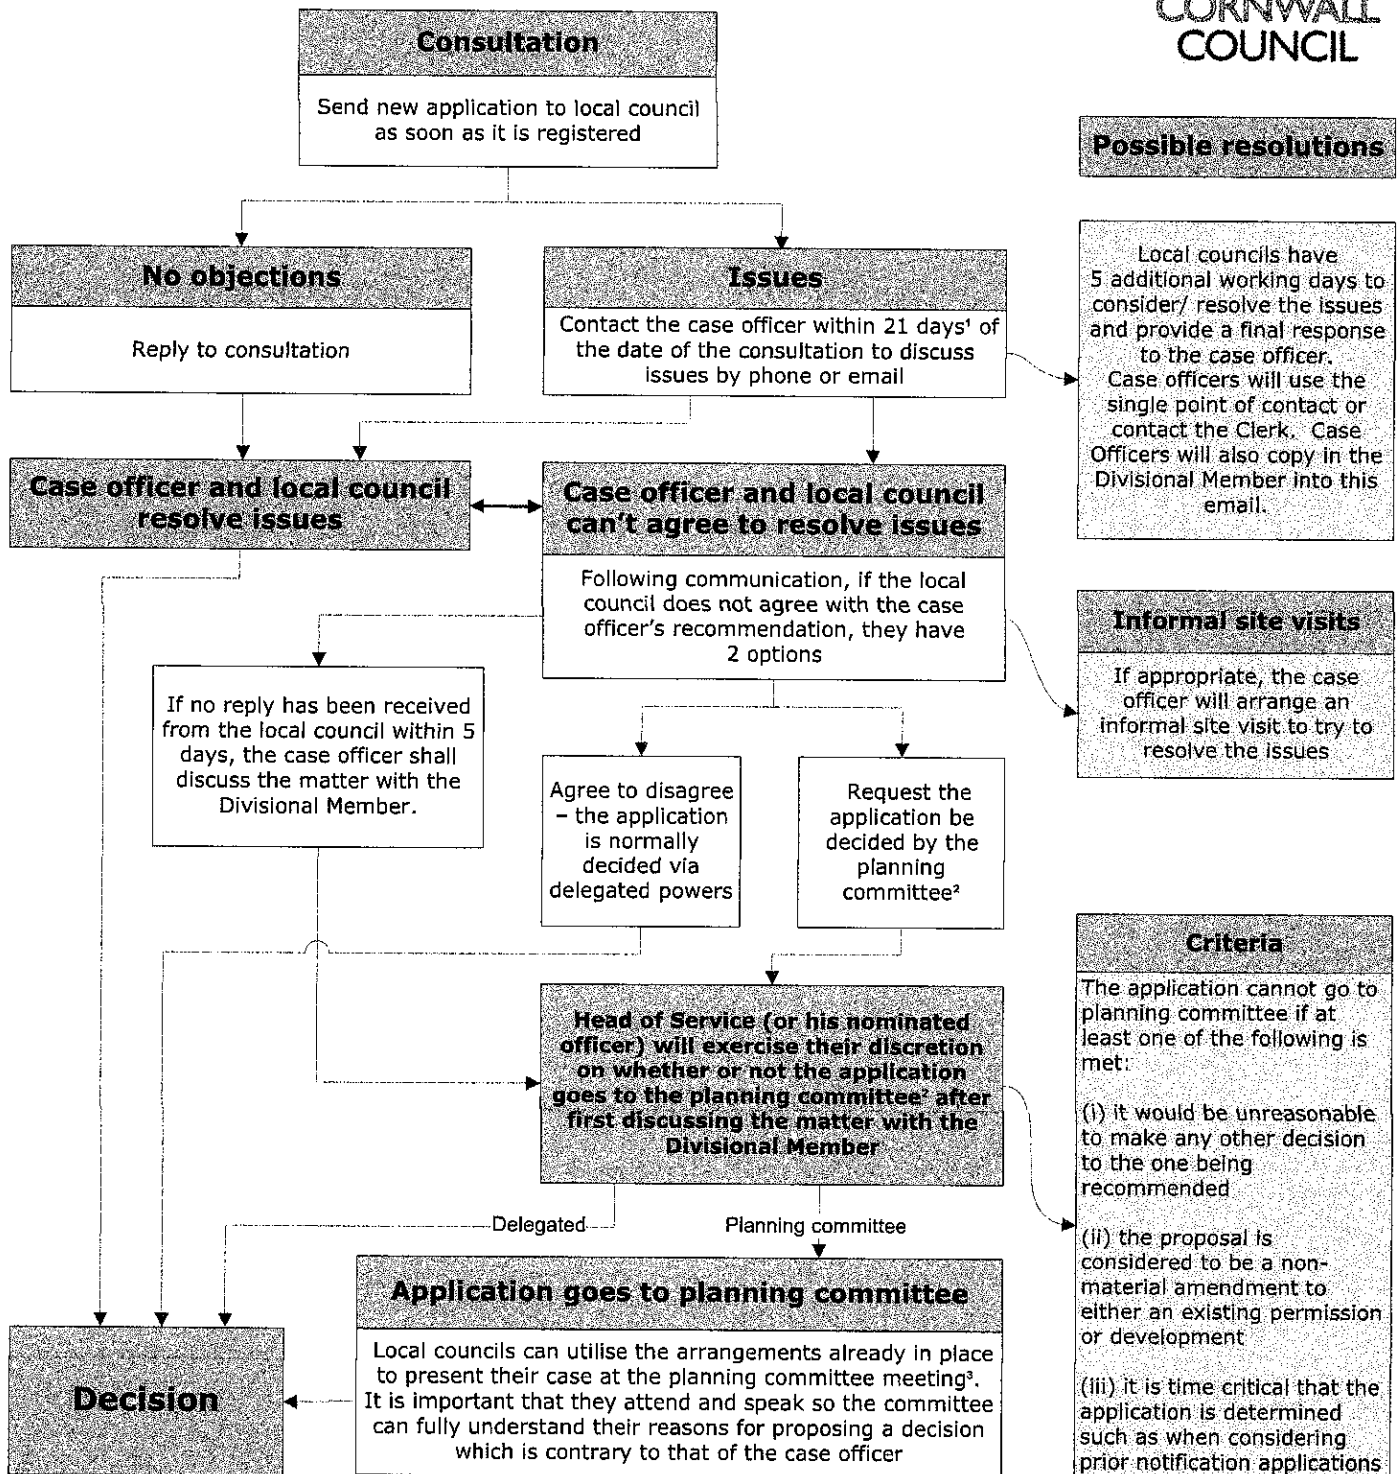 CORNWALL
COUNCIL
Consultation
Send new application to local council
as soon as it is registered
Possible resolutions
Local councils have
5 additional working days to
consider/ resolve the issues
and provide a final response
to the case officer.
Case officers will use the
single point of contact or
contact the Clerk. Case
Officers will also copy in the
Divisional Member into this
email.
No objections
Reply to consultation
Issues
Contact the case officer within 21 days¹ of
the date of the consultation to discuss
issues by phone or email
Case officer and local council
resolve issues
Case officer and local council
can't agree to resolve issues
Following communication, if the local
council does not agree with the case
officer's recommendation, they have
2 options
Informal site visits
If appropriate, the case
officer will arrange an
informal site visit to try to
resolve the issues
If no reply has been received
from the local council within 5
days, the case officer shall
discuss the matter with the
Divisional Member.
Agree to disagree
– the application
is normally
decided via
delegated powers
Request the
application be
decided by the
planning
committee²
Head of Service (or his nominated
officer) will exercise their discretion
on whether or not the application
goes to the planning committee² after
first discussing the matter with the
Divisional Member
Criteria
The application cannot go to
planning committee if at
least one of the following is
met:
(i) it would be unreasonable
to make any other decision
to the one being
recommended
(ii) the proposal is
considered to be a non-
material amendment to
either an existing permission
or development
(iii) it is time critical that the
application is determined
such as when considering
prior notification applications
Delegated
Planning committee
Application goes to planning committee
Local councils can utilise the arrangements already in place
to present their case at the planning committee meeting³.
It is important that they attend and speak so the committee
can fully understand their reasons for proposing a decision
which is contrary to that of the case officer
Decision